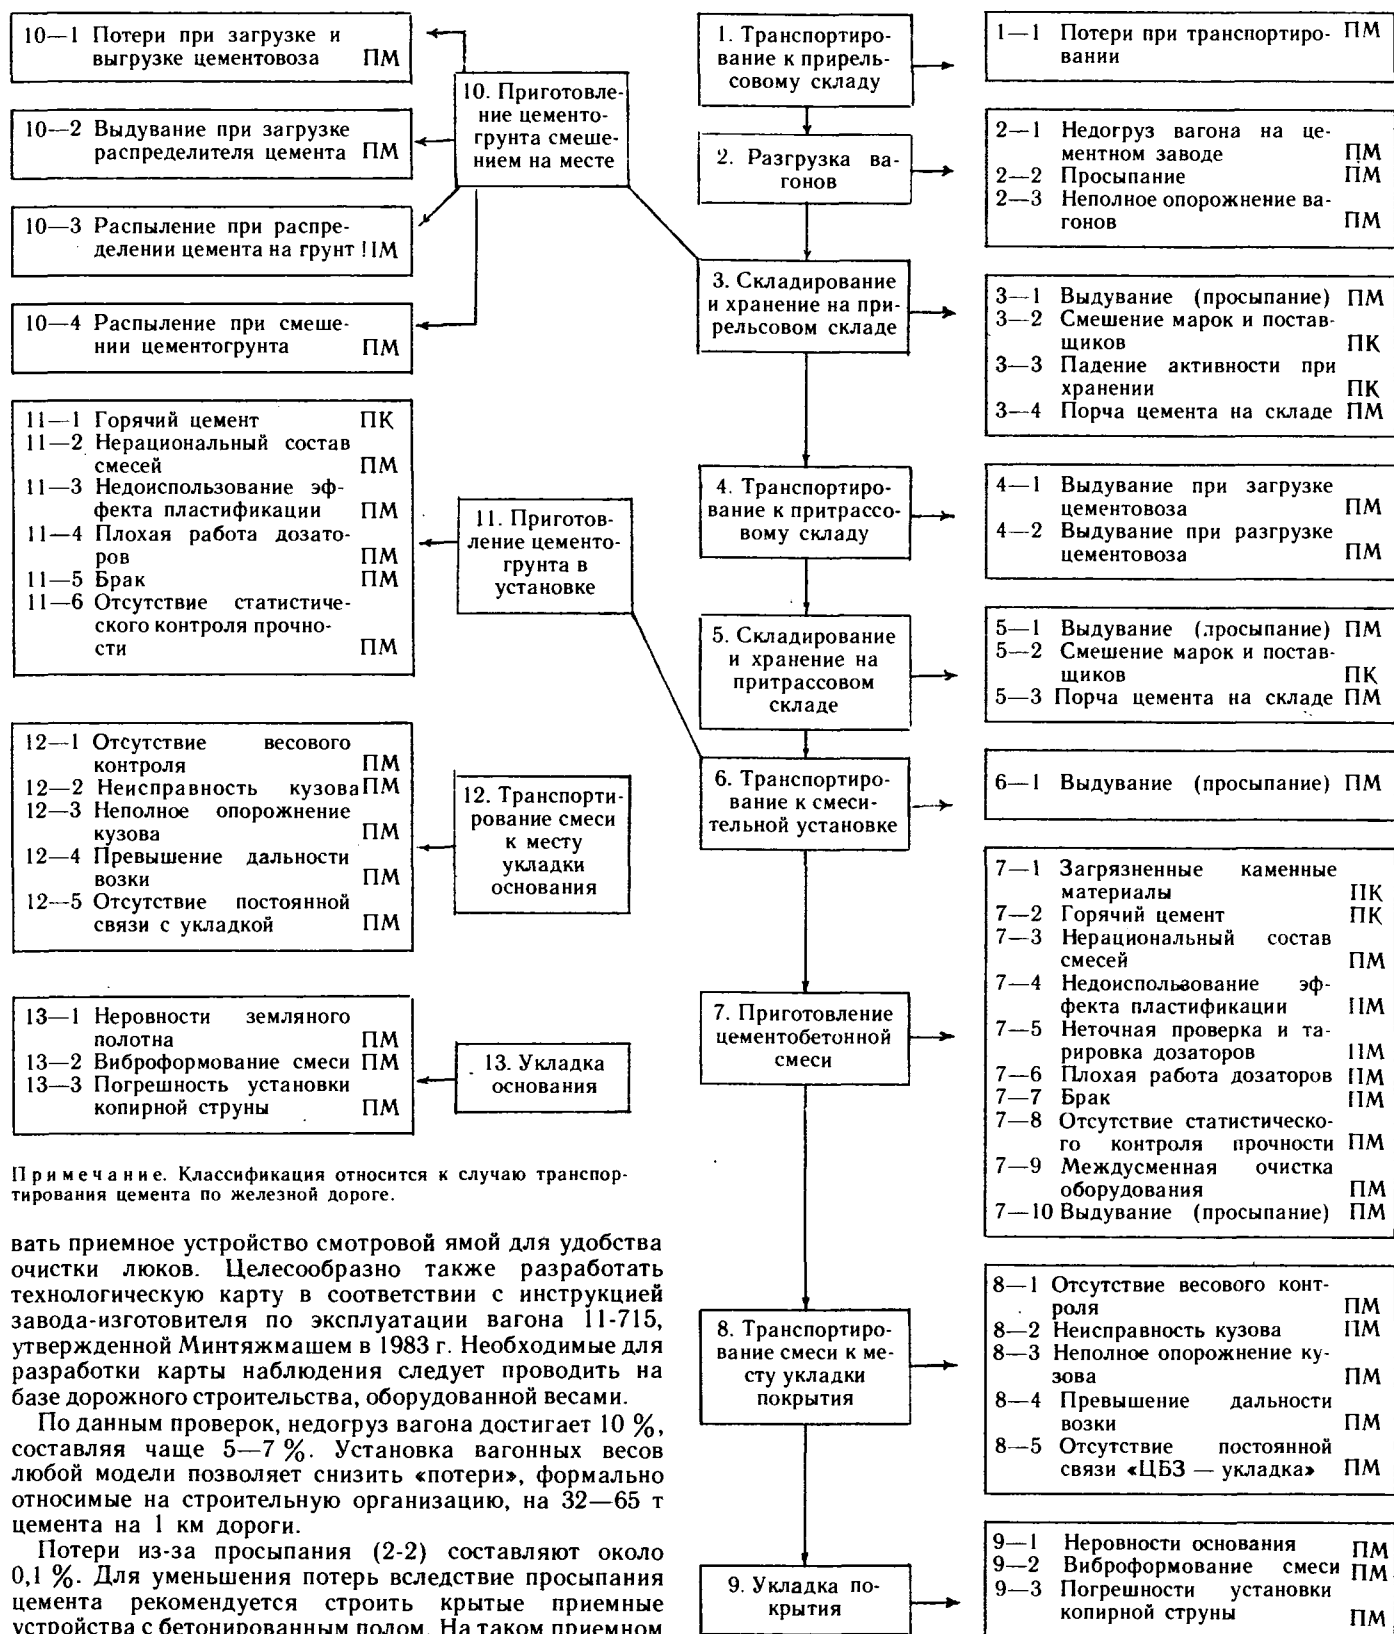 10—1 Потери при загрузке и
выгрузке цементовоза ПМ
10—2 Выдувание при загрузке
распределителя цемента ПМ
10—3 Распыление при распре-
делении цемента на грунт ПМ
10—4 Распыление при смеше-
нии цементогрунта ПМ
10. Приготовле-
ние цементо-
грунта смеше-
нием на месте
11—1 Горячий цемент ПК
11—2 Нерациональный состав
смесей ПМ
11—3 Недоиспользование эф-
фекта пластификации ПМ
11—4 Плохая работа дозато-
ров ПМ
11—5 Брак ПМ
11—6 Отсутствие статистиче-
ского контроля прочно-
сти ПМ
11. Приготов-
ление цементо-
грунта в
установке
12—1 Отсутствие весового
контроля ПМ
12—2 Неисправность кузова ПМ
12—3 Неполное опорожнение
кузова ПМ
12—4 Превышение дальности
возки ПМ
12—5 Отсутствие постоянной
связи с укладкой ПМ
12. Транспорти-
рование смеси
к месту
укладки
основания
13—1 Неровности земляного
полотна ПМ
13—2 Виброформование смеси ПМ
13—3 Погрешность установки
копирной струны ПМ
13. Укладка
основания
Примечание. Классификация относится к случаю транспор-
тирования цемента по железной дороге.
вать приемное устройство смотровой ямой для удобства
очистки люков. Целесообразно также разработать
технологическую карту в соответствии с инструкцией
завода-изготовителя по эксплуатации вагона 11-715,
утвержденной Минтяжмашем в 1983 г. Необходимые для
разработки карты наблюдения следует проводить на
базе дорожного строительства, оборудованной весами.
По данным проверок, недогруз вагона достигает 10 %,
составляя чаще 5—7 %. Установка вагонных весов
любой модели позволяет снизить «потери», формально
относимые на строительную организацию, на 32—65 т
цемента на 1 км дороги.
Потери из-за просыпания (2-2) составляют около
0,1 %. Для уменьшения потерь вследствие просыпания
цемента рекомендуется строить крытые приемные
устройства с бетонированным полом. На таком приемном
1. Транспортиро-
вание к прирель-
совому складу
2. Разгрузка ва-
гонов
3. Складирование
и хранение на при-
рельсовом складе
4. Транспортиро-
вание к притрассо-
вому складу
5. Складирование
и хранение на
притрассовом
складе
6. Транспортиро-
вание к смеси-
тельной установке
7. Приготовление
цементобетонной
смеси
8. Транспортиро-
вание смеси к ме-
сту укладки
покрытия
9. Укладка по-
крытия
1—1 Потери при транспортиро- ПМ
вании
2—1 Недогруз вагона на це-
ментном заводе ПМ
2—2 Просыпание ПМ
2—3 Неполное опорожнение ва-
гонов ПМ
3—1 Выдувание (просыпание) ПМ
3—2 Смешение марок и постав-
щиков ПК
3—3 Падение активности при
хранении ПК
3—4 Порча цемента на складе ПМ
4—1 Выдувание при загрузке
цементовоза ПМ
4—2 Выдувание при разгрузке
цементовоза ПМ
5—1 Выдувание (просыпание) ПМ
5—2 Смешение марок и постав-
щиков ПК
5—3 Порча цемента на складе ПМ
6—1 Выдувание (просыпание) ПМ
7—1 Загрязненные каменные
материалы ПК
7—2 Горячий цемент ПК
7—3 Нерациональный состав
смесей ПМ
7—4 Недоиспользование эф-
фекта пластификации ПМ
7—5 Неточная проверка и та-
рировка дозаторов ПМ
7—6 Плохая работа дозаторов ПМ
7—7 Брак ПМ
7—8 Отсутствие статистическо-
го контроля прочности ПМ
7—9 Междусменная очистка
оборудования ПМ
7—10 Выдувание (просыпание) ПМ
8—1 Отсутствие весового конт-
роля ПМ
8—2 Неисправность кузова ПМ
8—3 Неполное опорожнение ку-
зова ПМ
8—4 Превышение дальности
возки ПМ
8—5 Отсутствие постоянной
связи «ЦБЗ — укладка» ПМ
9—1 Неровности основания ПМ
9—2 Виброформование смеси ПМ
9—3 Погрешности установки
копирной струны ПМ